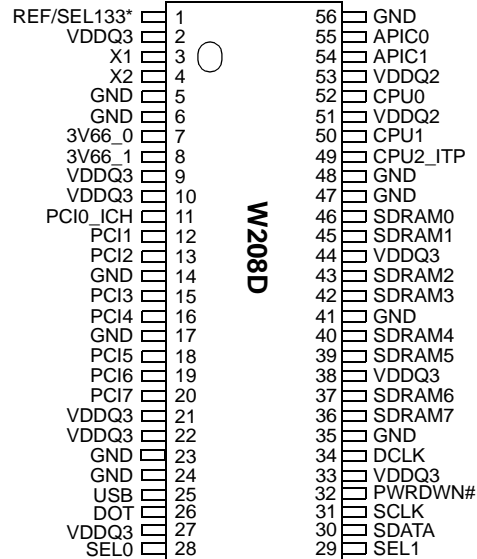 REF/SEL133* 1 56 GND
VDDQ3 2 55 APIC0
X1 3 54 APIC1
X2 4 53 VDDQ2
GND 5 52 CPU0
GND 6 51 VDDQ2
3V66_0 7 50 CPU1
3V66_1 8 49 CPU2_ITP
VDDQ3 9 48 GND
VDDQ3 10 47 GND
PCI0_ICH 11 46 SDRAM0
PCI1 12 45 SDRAM1
PCI2 13 44 VDDQ3
GND 14 43 SDRAM2
PCI3 15 42 SDRAM3
PCI4 16 41 GND
GND 17 40 SDRAM4
PCI5 18 39 SDRAM5
PCI6 19 38 VDDQ3
PCI7 20 37 SDRAM6
VDDQ3 21 36 SDRAM7
VDDQ3 22 35 GND
GND 23 34 DCLK
GND 24 33 VDDQ3
USB 25 32 PWRDWN#
DOT 26 31 SCLK
VDDQ3 27 30 SDATA
SEL0 28 29 SEL1
W208D